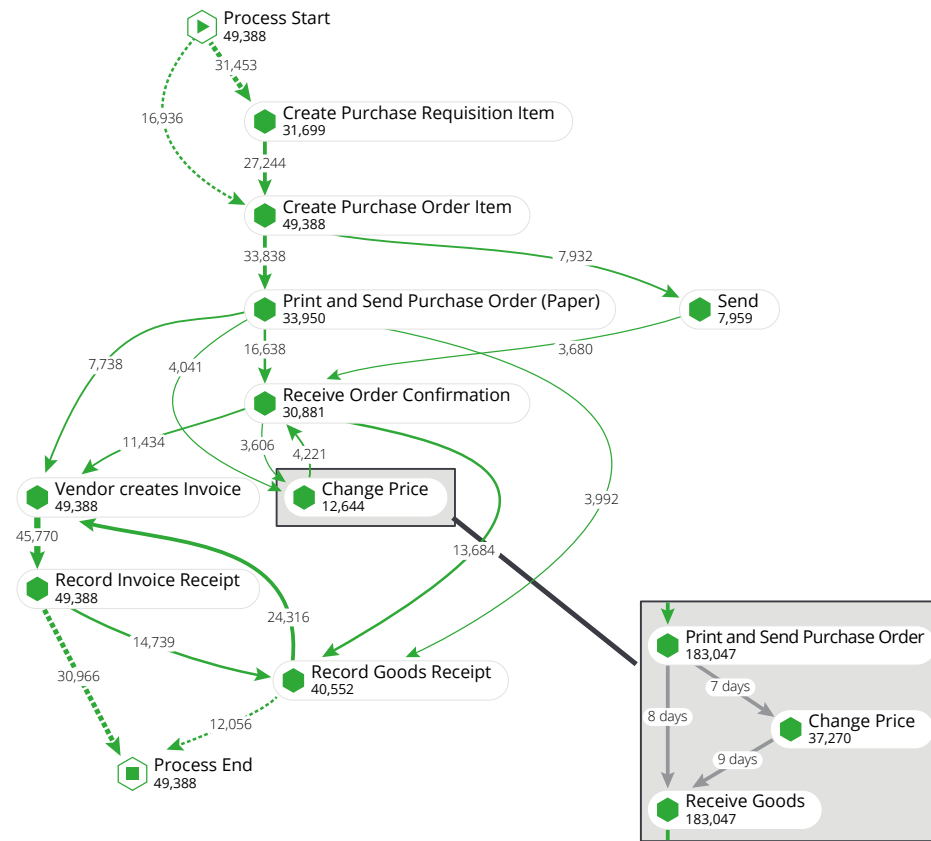 Process Start
49,388
31,453
16,936
Create Purchase Requisition Item
31,699
27,244
Create Purchase Order Item
49,388
33,838
7,932
Print and Send Purchase Order (Paper)
33,950
Send
7,959
7,738
4,041
16,638
3,680
Receive Order Confirmation
30,881
11,434
3,606
4,221
Vendor creates Invoice
49,388
Change Price
12,644
3,992
45,770
13,684
Record Invoice Receipt
49,388
24,316
14,739
30,966
Record Goods Receipt
40,552
12,056
Process End
49,388
Print and Send Purchase Order
183,047
7 days
8 days
Change Price
37,270
9 days
Receive Goods
183,047